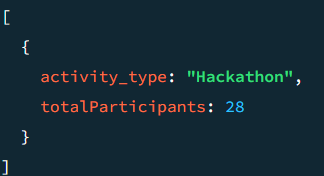 [
{
activity_type: "Hackathon",
totalParticipants: 28
}
]